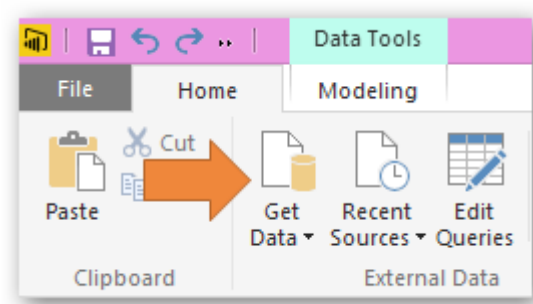 Data Tools
File Home Modeling
Cut
Paste
Get Data
Recent Sources
Edit Queries
Clipboard External Data